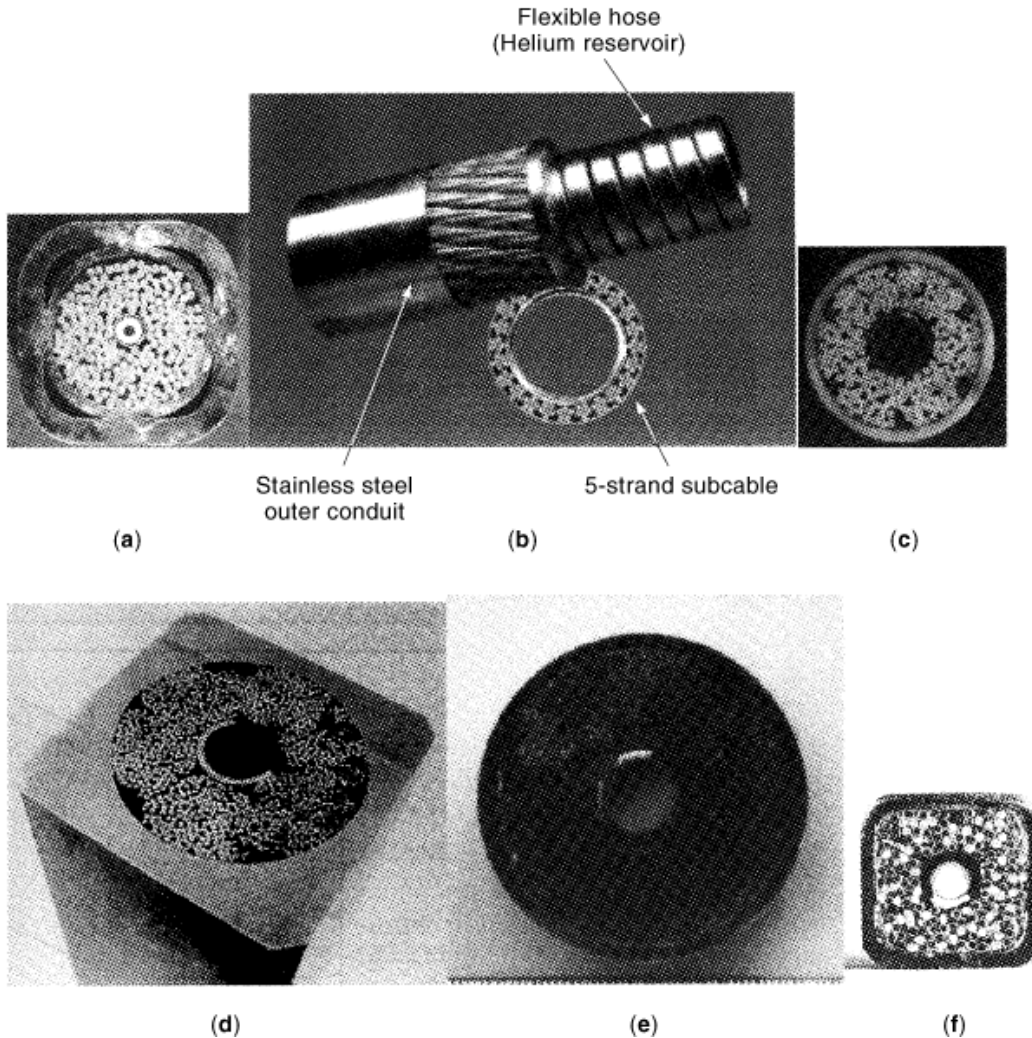 Flexible hose
(Helium reservoir)
Stainless steel
outer conduit
5-strand subcable
(a)
(b)
(c)
(d)
(e)
(f)